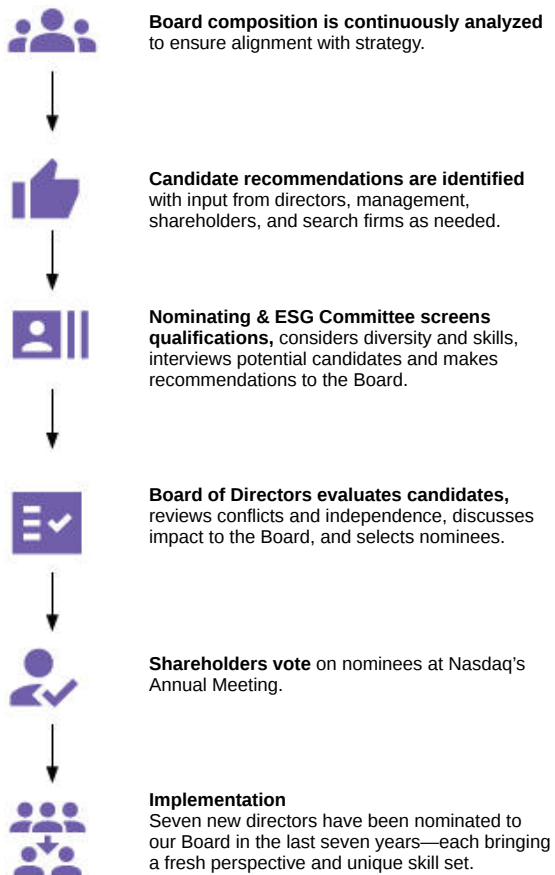 Board composition is continuously analyzed
to ensure alignment with strategy.
Candidate recommendations are identified
with input from directors, management,
shareholders, and search firms as needed.
Nominating & ESG Committee screens
qualifications, considers diversity and skills,
interviews potential candidates and makes
recommendations to the Board.
Board of Directors evaluates candidates,
reviews conflicts and independence, discusses
impact to the Board, and selects nominees.
Shareholders vote on nominees at Nasdaq’s
Annual Meeting.
Implementation
Seven new directors have been nominated to
our Board in the last seven years—each bringing
a fresh perspective and unique skill set.